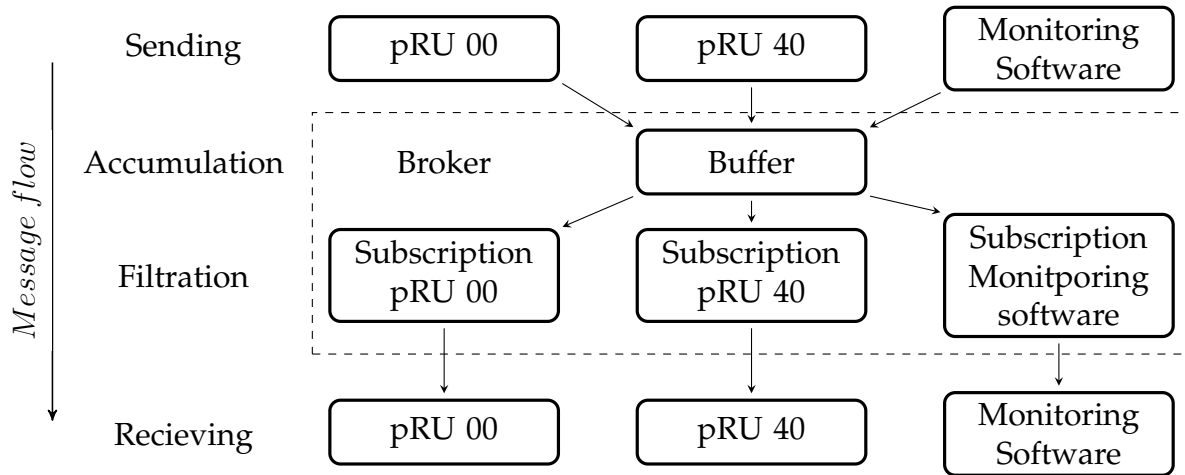 Sending
pRU 00
pRU 40
Monitoring
Software
Message flow
Accumulation
Broker
Buffer
Filtration
Subscription
pRU 00
Subscription
pRU 40
Subscription
Monitporing
software
Recieving
pRU 00
pRU 40
Monitoring
Software